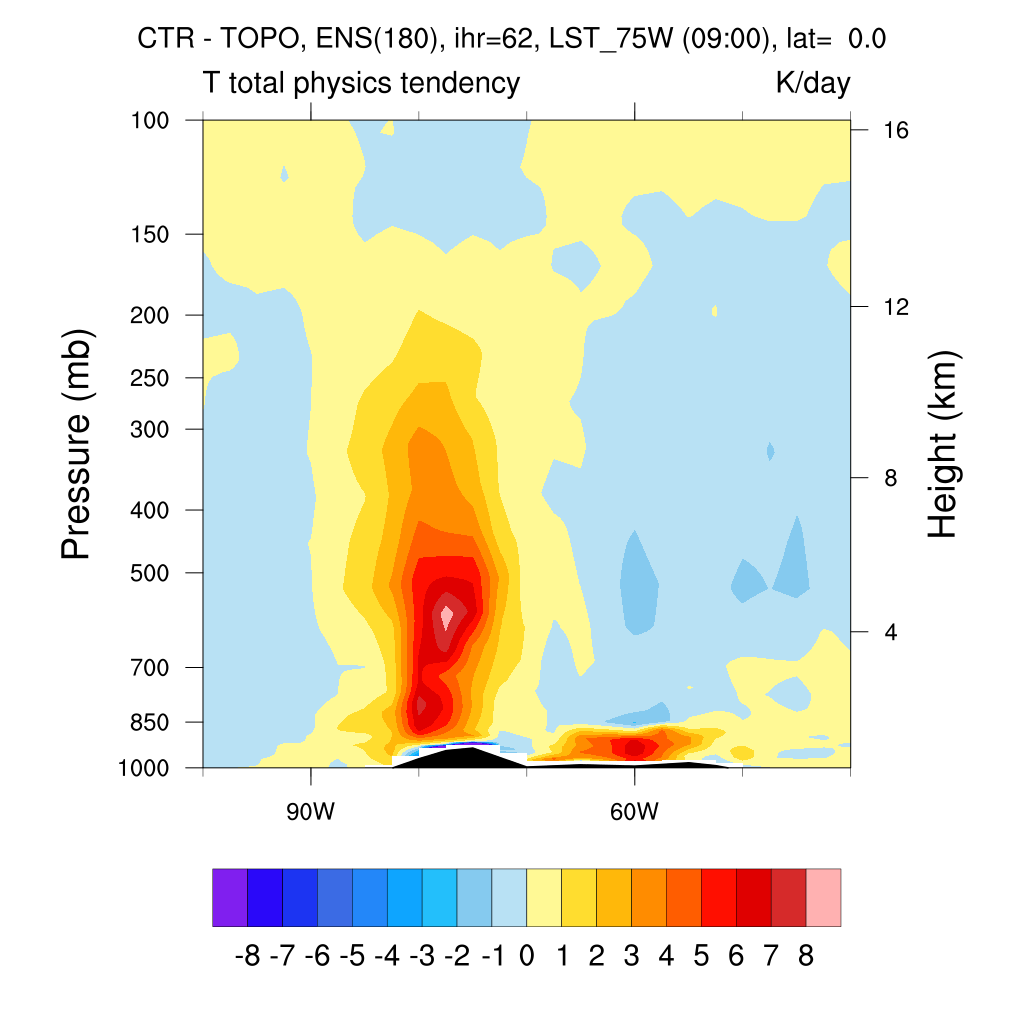 CTR - TOPO, ENS(180), ihr=62, LST_75W (09:00), lat=  0.0
T total physics tendency
K/day
100
150
200
250
300
400
500
700
850
1000
Pressure (mb)
16
12
8
4
Height (km)
90W
60W
-8 -7 -6 -5 -4 -3 -2 -1 0 1 2 3 4 5 6 7 8